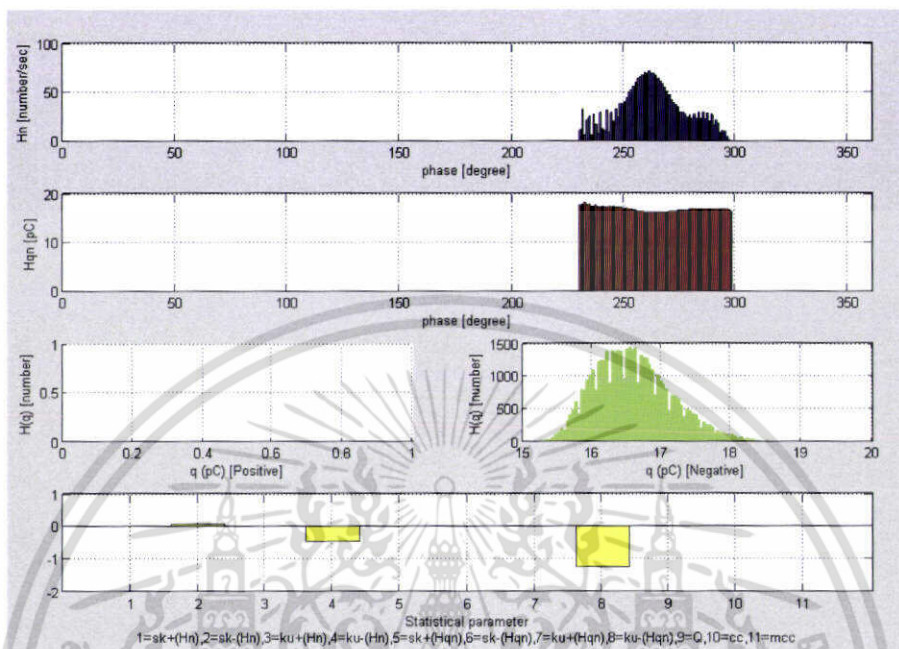 100
50
0
Hn [number/sec]
0 50 100 150 200 250 300 350
phase [degree]
20
10
0
Hqn [pC]
0 50 100 150 200 250 300 350
phase [degree]
1
0.5
0
H(q) [number]
0 0.2 0.4 0.6 0.8 1
q (pC) [Positive]
1500
1000
500
0
H(q) [number]
15 16 17 18 19 20
q (pC) [Negative]
1
0
-1
-2
1 2 3 4 5 6 7 8 9 10 11
Statistical parameter
1=sk+(Hn),2=sk-(Hn),3=ku+(Hn),4=ku-(Hn),5=sk+(Hqn),6=sk-(Hqn),7=ku+(Hqn),8=ku-(Hqn),9=Q,10=cc,11=mcc